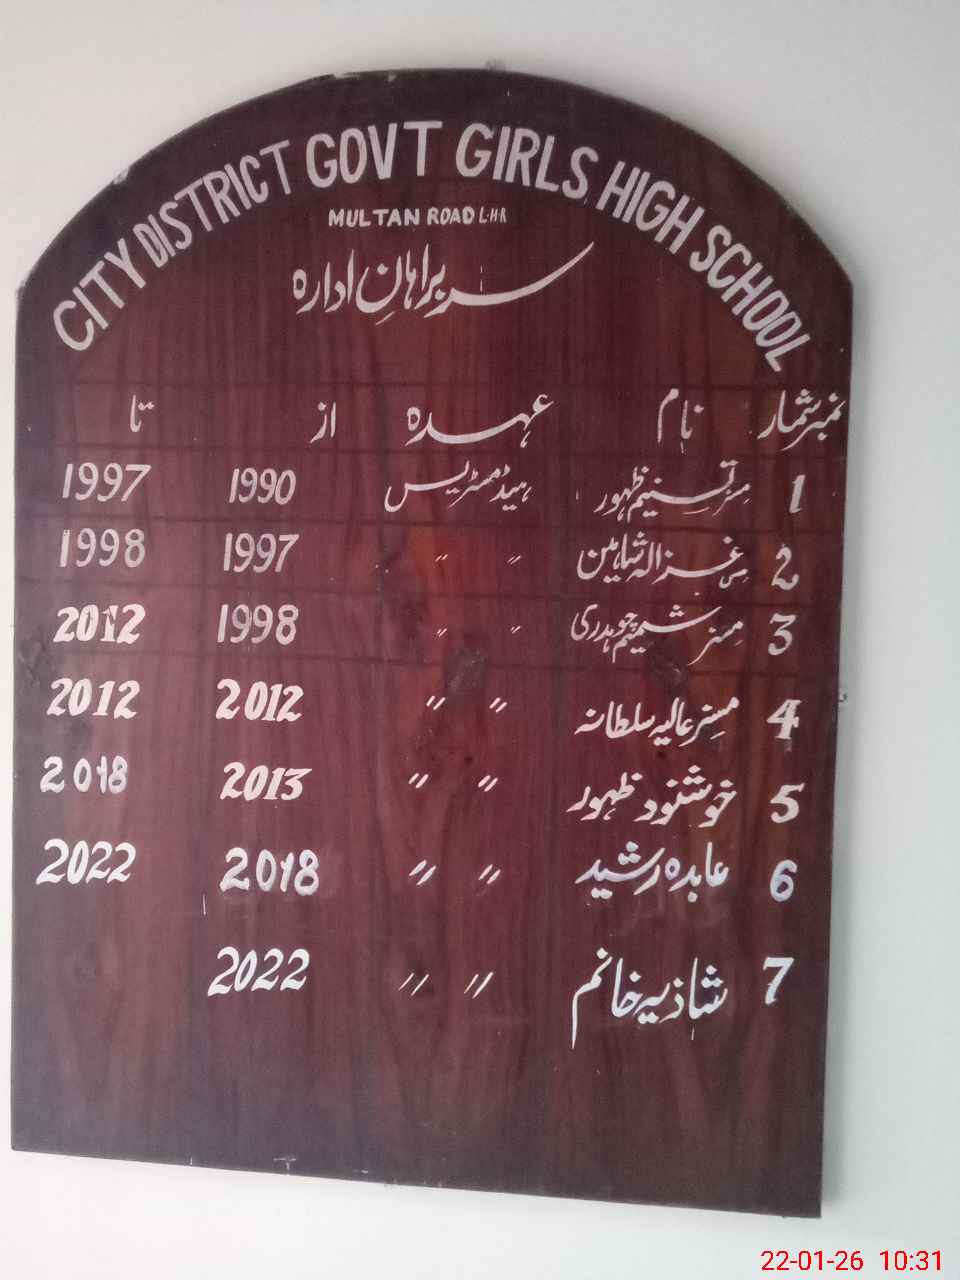 CITY DISTRICT GOVT GIRLS HIGH SCHOOL
MULTAN ROAD L.H.R
سربراہانِ ادارہ
نمبر شمار نام عہدہ از تا
1 مسز تسنیم ظہور ہیڈ مسٹریس 1990 1997
2 مس غزالہ شاہین " " 1997 1998
3 مسز شمیم چوہدری " " 1998 2012
4 مسز عالیہ سلطانہ " " 2012 2012
5 خوشنود ظہور " " 2013 2018
6 عابدہ رشید " " 2018 2022
7 شازیہ خانم " " 2022
22-01-26 10:31